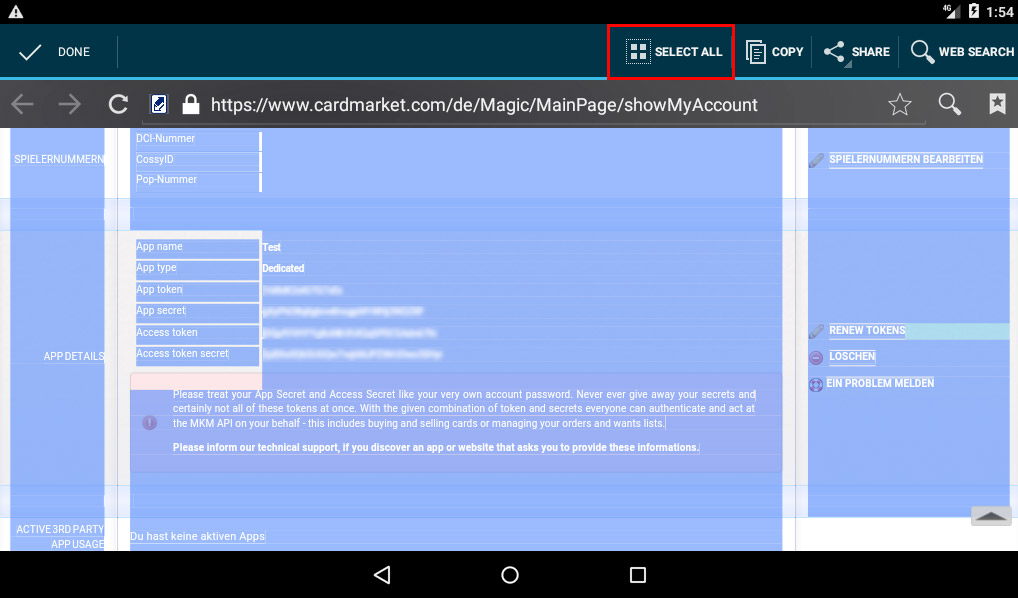 4G 1:54
DONE SELECT ALL COPY SHARE WEB SEARCH
https://www.cardmarket.com/de/Magic/MainPage/showMyAccount
DCI-Nummer
SPIELERNUMMERN CossyID SPIELERNUMMERN BEARBEITEN
Pop-Nummer
App name Test
App type Dedicated
App token
App secret
Access token RENEW TOKENS
APP DETAILS Access token secret LÖSCHEN
EIN PROBLEM MELDEN
Please treat your App Secret and Access Secret like your very own account password. Never ever give away your secrets and
certainly not all of these tokens at once. With the given combination of token and secrets everyone can authenticate and act at
the MKM API on your behalf - this includes buying and selling cards or managing your orders and wants lists.
Please inform our technical support, if you discover an app or website that asks you to provide these informations.
ACTIVE 3RD PARTY
APP USAGE
Du hast keine aktiven Apps